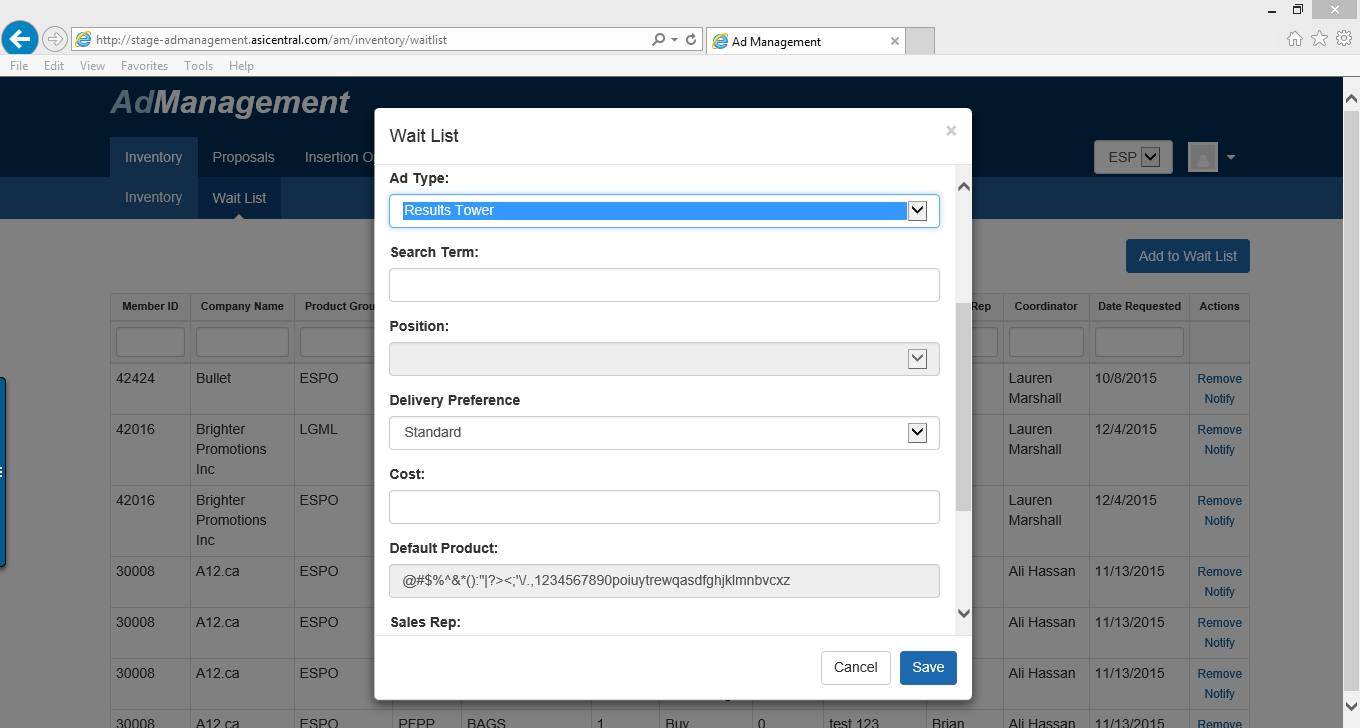 http://stage-admanagement.asicentral.com/am/inventory/waitlist
Ad Management
File Edit View Favorites Tools Help
AdManagement
Inventory Proposals Insertion O
ESP
Inventory Wait List
Add to Wait List
Wait List
Ad Type:
Results Tower
Search Term:
Position:
Delivery Preference
Standard
Cost:
Default Product:
@#$%^&*():"|?><;'\/.,1234567890poiuytrewqasdfghjklmnbvcxz
Sales Rep:
Cancel Save
Member ID Company Name Product Grou Rep Coordinator Date Requested Actions
42424 Bullet ESPO Lauren Marshall 10/8/2015 Remove
Notify
42016 Brighter Promotions Inc LGML Lauren Marshall 12/4/2015 Remove
Notify
42016 Brighter Promotions Inc ESPO Lauren Marshall 12/4/2015 Remove
Notify
30008 A12.ca ESPO Ali Hassan 11/13/2015 Remove
Notify
30008 A12.ca ESPO Ali Hassan 11/13/2015 Remove
Notify
30008 A12.ca ESPO Ali Hassan 11/13/2015 Remove
Notify
30008 A12.ca ESPO PEPP BAGS 1 Buy 0 test 123 Brian Ali Hassan 11/13/2015 Remove